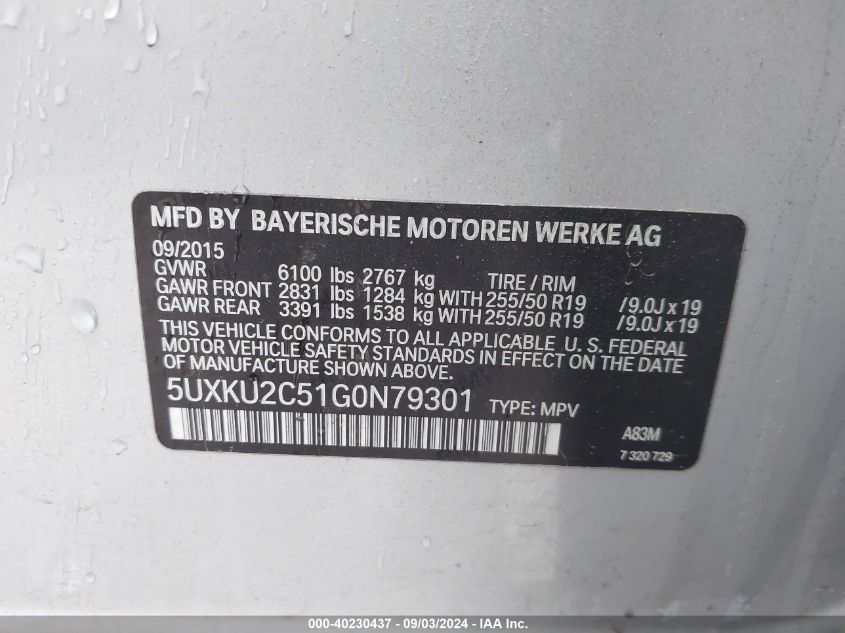 MFD BY BAYERISCHE MOTOREN WERKE AG
09/2015
GVWR 6100 lbs 2767 kg TIRE / RIM
GAWR FRONT 2831 lbs 1284 kg WITH 255/50 R19 /9.0J x 19
GAWR REAR 3391 lbs 1538 kg WITH 255/50 R19 /9.0J x 19
THIS VEHICLE CONFORMS TO ALL APPLICABLE U. S. FEDERAL
MOTOR VEHICLE SAFETY STANDARDS IN EFFECT ON THE DATE
OF MANUFACTURE SHOWN ABOVE.
5UXKU2C51G0N79301 TYPE: MPV
A83M
7 320 729
000-40230437 - 09/03/2024 - IAA Inc.